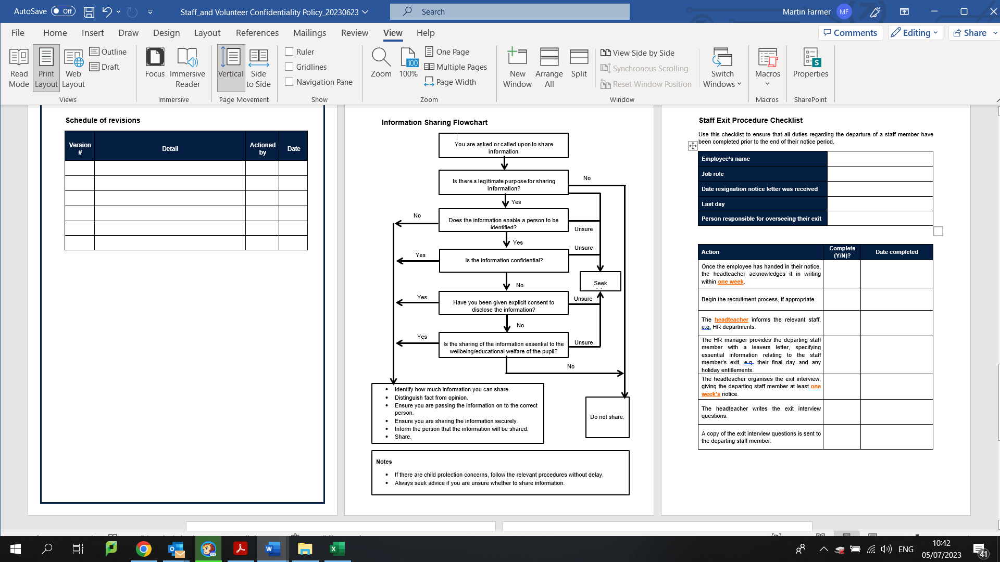 AutoSave Off Staff_and Volunteer Confidentiality Policy_20230623 Search Martin Farmer MF
File Home Insert Draw Design Layout References Mailings Review View Help Comments Editing Share
Read Mode
Print Layout
Web Layout
Outline
Draft
Views
Focus
Immersive Reader
Immersive
Vertical
Side to Side
Page Movement
Ruler
Gridlines
Navigation Pane
Show
Zoom
100
100%
One Page
Multiple Pages
Page Width
Zoom
New Window
Arrange All
Split
View Side by Side
Synchronous Scrolling
Reset Window Position
Window
Switch Windows
Macros
Macros
Properties
SharePoint
Schedule of revisions
Version #
Detail
Actioned by
Date
Information Sharing Flowchart
You are asked or called upon to share
information.
Is there a legitimate purpose for sharing
information?
No
Yes
Does the information enable a person to be
identified?
No
Unsure
Yes
Is the information confidential?
Yes
Unsure
No
Seek
Have you been given explicit consent to
disclose the information?
Yes
Unsure
No
Is the sharing of the information essential to the
wellbeing/educational welfare of the pupil?
Yes
Unsure
No
• Identify how much information you can share.
• Distinguish fact from opinion.
• Ensure you are passing the information on to the correct
person.
• Ensure you are sharing the information securely.
• Inform the person that the information will be shared.
• Share.
Do not share.
Notes
• If there are child protection concerns, follow the relevant procedures without delay.
• Always seek advice if you are unsure whether to share information.
Staff Exit Procedure Checklist
Use this checklist to ensure that all duties regarding the departure of a staff member have
been completed prior to the end of their notice period.
Employee's name
Job role
Date resignation notice letter was received
Last day
Person responsible for overseeing their exit
Action
Complete (Y/N)?
Date completed
Once the employee has handed in their notice,
the headteacher acknowledges it in writing
within one week.
Begin the recruitment process, if appropriate.
The headteacher informs the relevant staff,
e.g. HR departments.
The HR manager provides the departing staff
member with a leavers letter, specifying
essential information relating to the staff
member's exit, e.g. their final day and any
holiday entitlements.
The headteacher organises the exit interview,
giving the departing staff member at least one
week's notice.
The headteacher writes the exit interview
questions.
A copy of the exit interview questions is sent to
the departing staff member.
ENG
10:42
05/07/2023
41